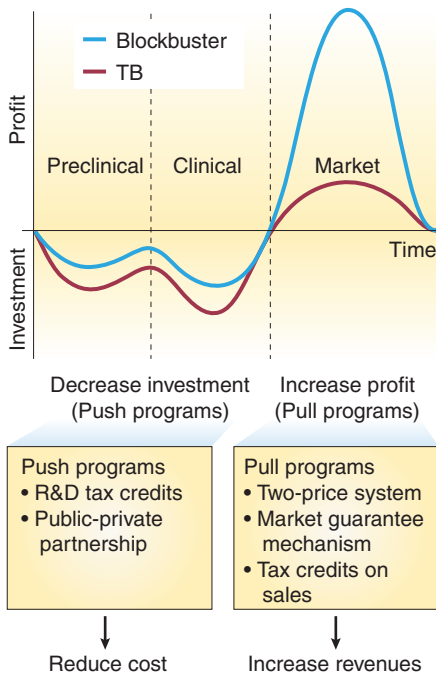 Blockbuster
TB
Profit
Preclinical
Clinical
Market
Time
Investment
Decrease investment
(Push programs)
Increase profit
(Pull programs)
Push programs
• R&D tax credits
• Public-private
partnership
Pull programs
• Two-price system
• Market guarantee
mechanism
• Tax credits on
sales
Reduce cost
Increase revenues